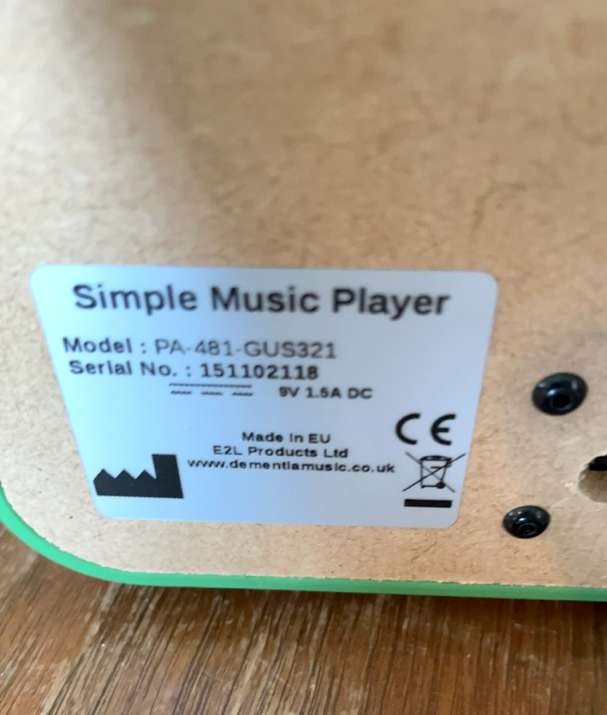 Simple Music Player
Model : PA-481-GUS321
Serial No. : 151102118
9V 1.5A DC
Made in EU
E2L Products Ltd
www.dementiamusic.co.uk
CE